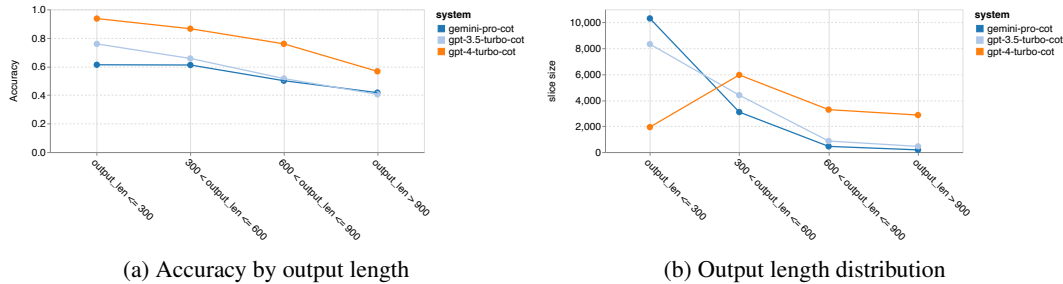 1.0
0.8
0.6
0.4
0.2
0.0
Accuracy
output_len <= 300
300 < output_len <= 600
600 < output_len <= 900
output_len > 900
system
gemini-pro-cot
gpt-3.5-turbo-cot
gpt-4-turbo-cot
(a) Accuracy by output length
10,000
8,000
6,000
4,000
2,000
0
slice size
output_len <= 300
300 < output_len <= 600
600 < output_len <= 900
output_len > 900
system
gemini-pro-cot
gpt-3.5-turbo-cot
gpt-4-turbo-cot
(b) Output length distribution